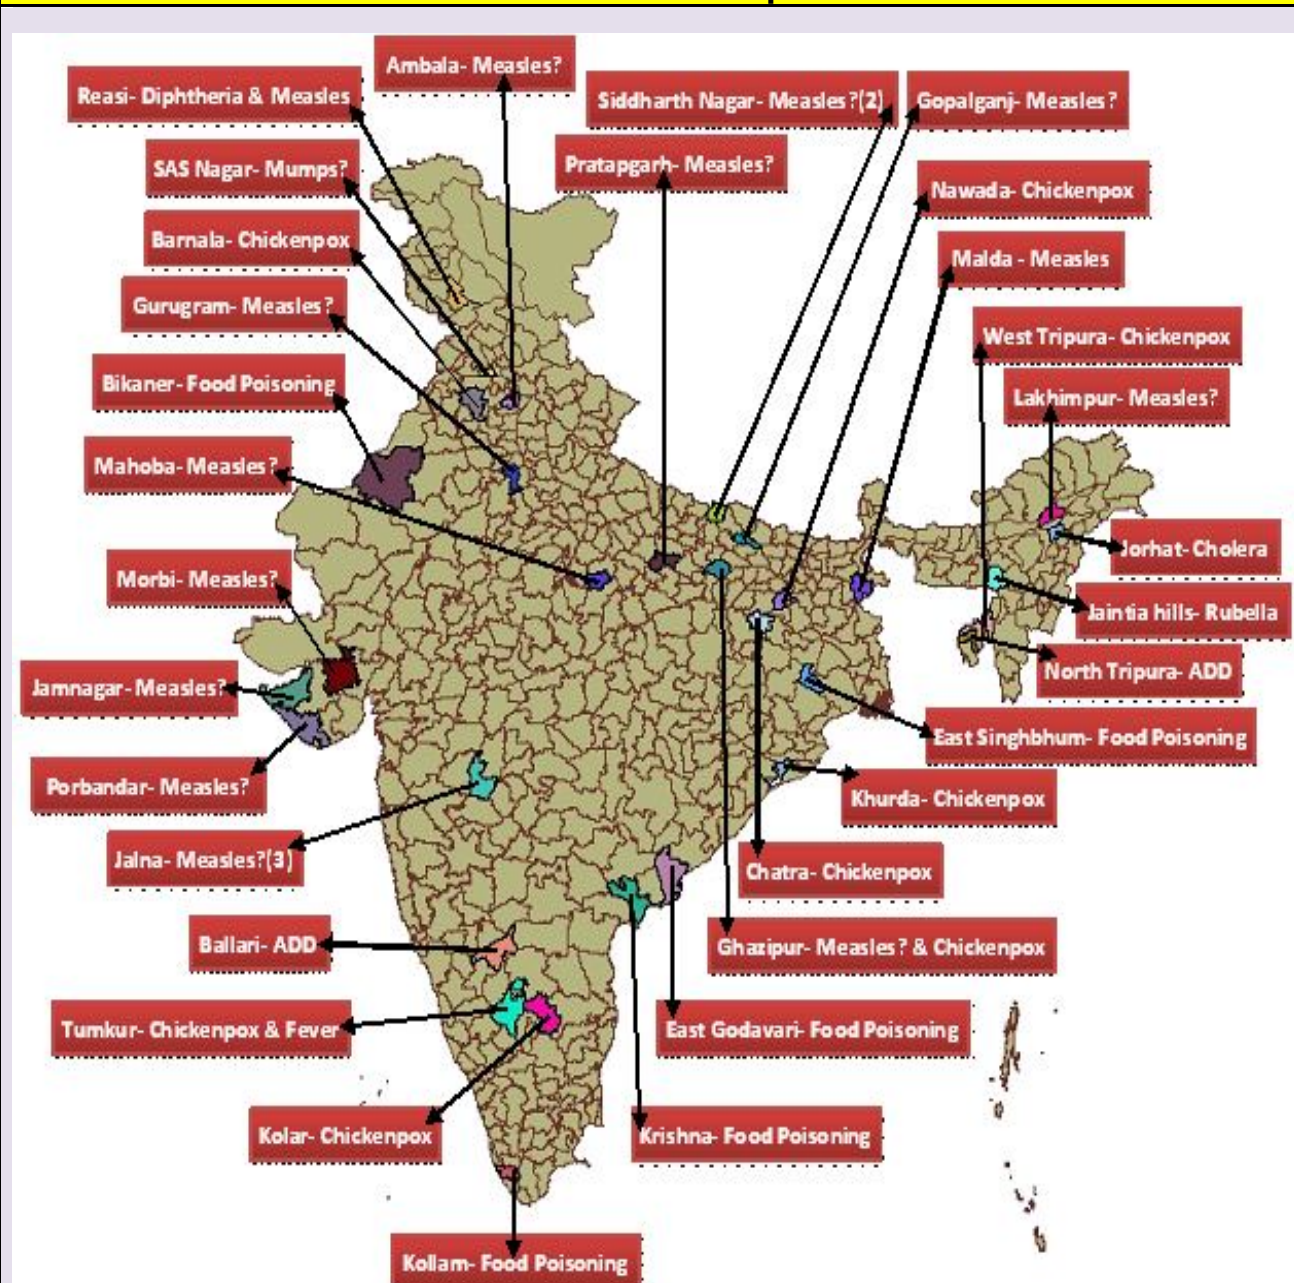 Ambala- Measles?
Reasi- Diphtheria & Measles
Siddharth Nagar- Measles?(2)
Gopalganj- Measles?
SAS Nagar- Mumps?
Pratapgarh- Measles?
Nawada- Chickenpox
Barnala- Chickenpox
Malda - Measles
Gurugram- Measles?
West Tripura- Chickenpox
Bikaner- Food Poisoning
Lakhimpur- Measles?
Mahoba- Measles?
Jorhat- Cholera
Morbi- Measles?
Jaintia hills- Rubella
North Tripura- ADD
Jamnagar- Measles?
East Singhbhum- Food Poisoning
Porbandar- Measles?
Khurda- Chickenpox
Jalna- Measles?(3)
Chatra- Chickenpox
Ballari- ADD
Ghazipur- Measles? & Chickenpox
Tumkur- Chickenpox & Fever
East Godavari- Food Poisoning
Kolar- Chickenpox
Krishna- Food Poisoning
Kollam- Food Poisoning